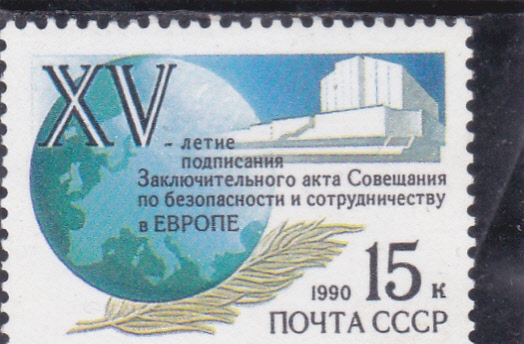 XV - летие
подписания
Заключительного акта Совещания
по безопасности и сотрудничеству
в ЕВРОПЕ
1990 15 к
ПОЧТА СССР